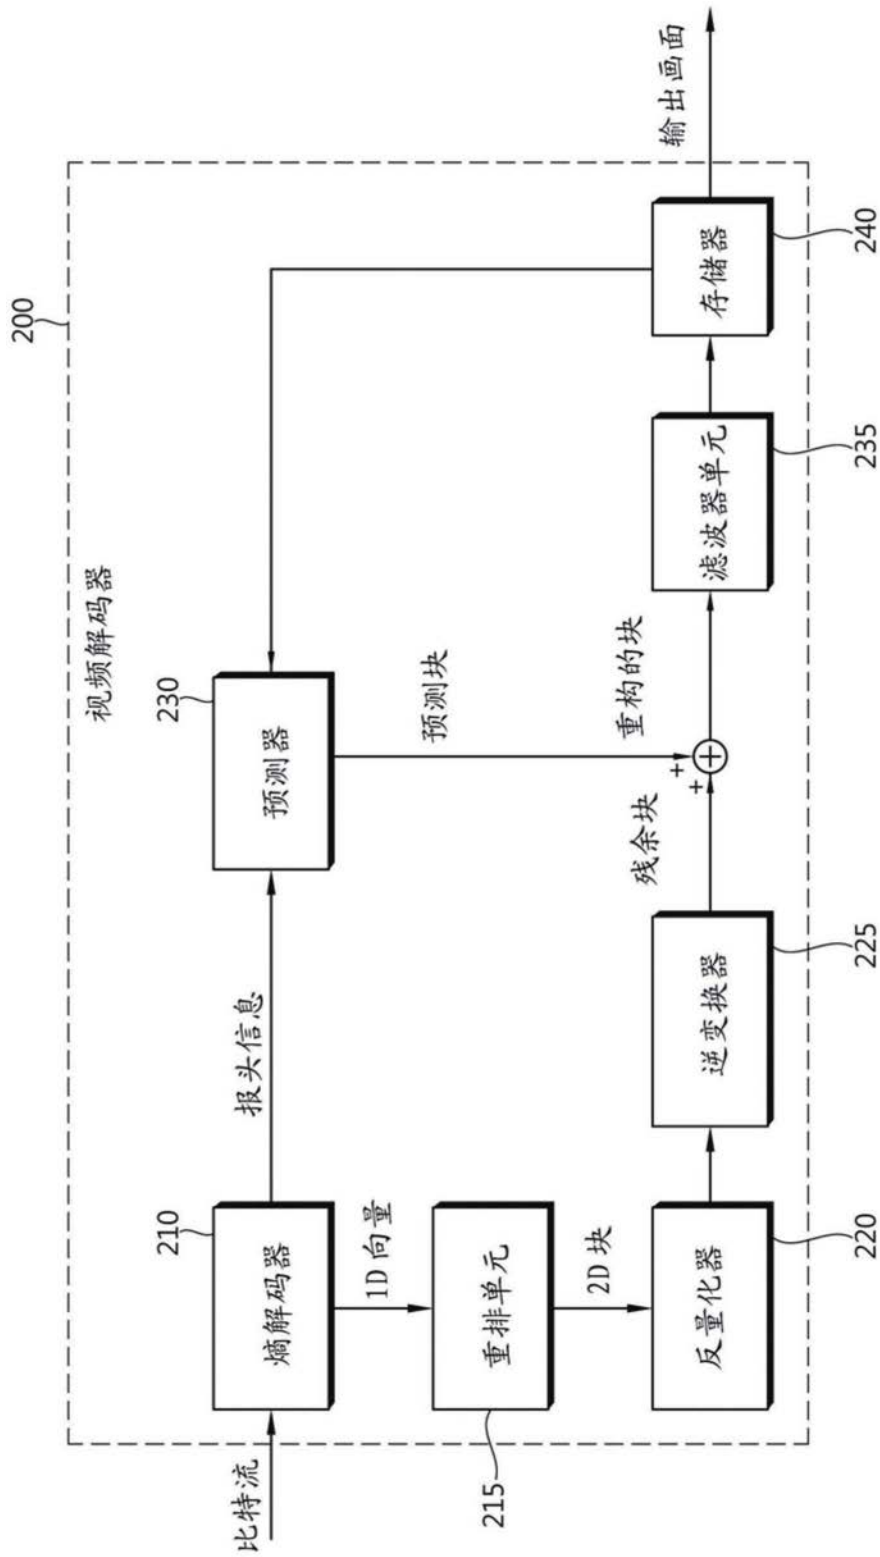 200
视频解码器
比特流
210
熵解码器
报头信息
230
预测器
1D 向量
预测块
215
重排单元
2D 块
220
反量化器
225
逆变换器
残余块
+
+
重构的块
235
滤波器单元
240
存储器
输出画面